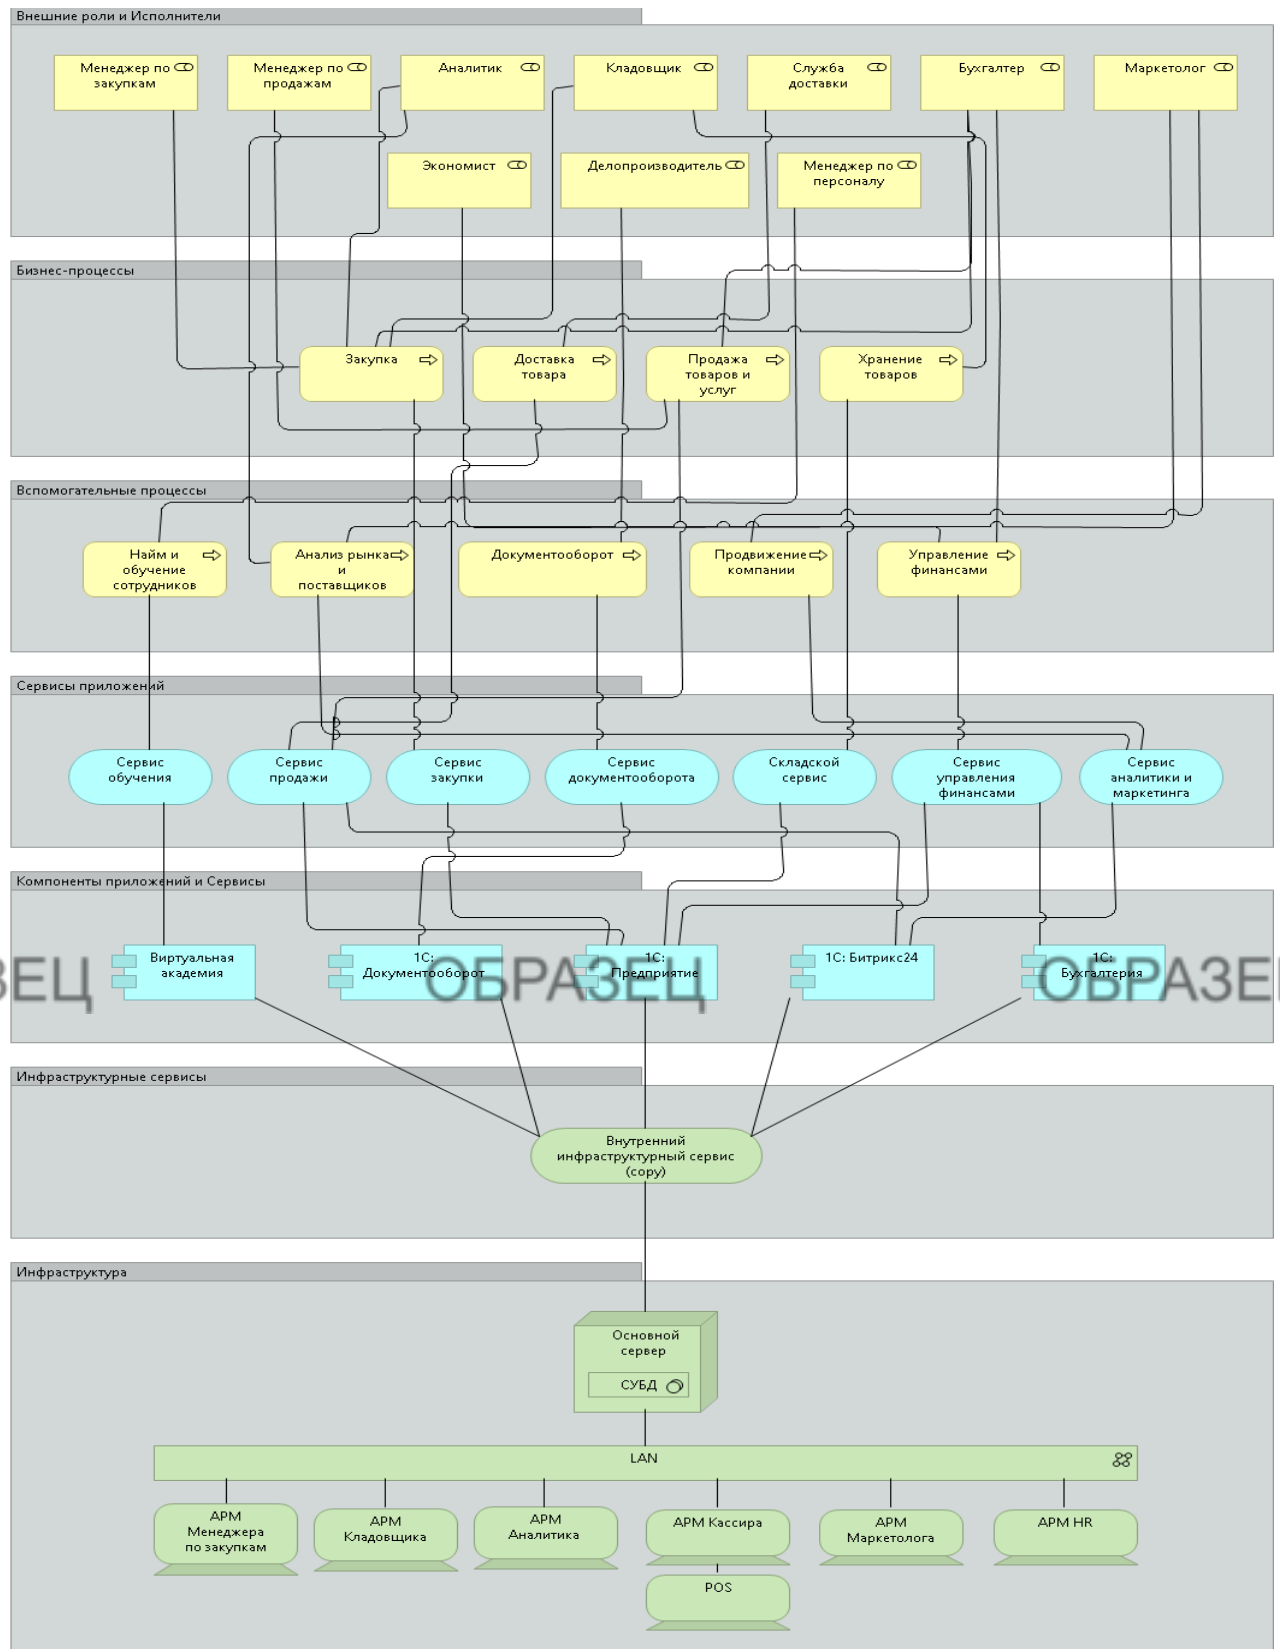 Внешние роли и Исполнители
Менеджер по
закупкам
Менеджер по
продажам
Аналитик
Кладовщик
Служба
доставки
Бухгалтер
Маркетолог
Экономист
Делопроизводитель
Менеджер по
персоналу
Бизнес-процессы
Закупка
Доставка
товара
Продажа
товаров и
услуг
Хранение
товаров
Вспомогательные процессы
Найм и
обучение
сотрудников
Анализ рынка
и
поставщиков
Документооборот
Продвижение
компании
Управление
финансами
Сервисы приложений
Сервис
обучения
Сервис
продажи
Сервис
закупки
Сервис
документооборота
Складской
сервис
Сервис
управления
финансами
Сервис
аналитики и
маркетинга
Компоненты приложений и Сервисы
Виртуальная
академия
1С:
Документооборот
1С:
Предприятие
1С: Битрикс24
1С:
Бухгалтерия
ЗЕЦ
ОБРАЗЕЦ
ОБРАЗЕ
Инфраструктурные сервисы
Внутренний
инфраструктурный сервис
(copy)
Инфраструктура
Основной
сервер
СУБД
LAN
АРМ
Менеджера
по закупкам
АРМ
Кладовщика
АРМ
Аналитика
АРМ Кассира
АРМ
Маркетолога
АРМ HR
POS